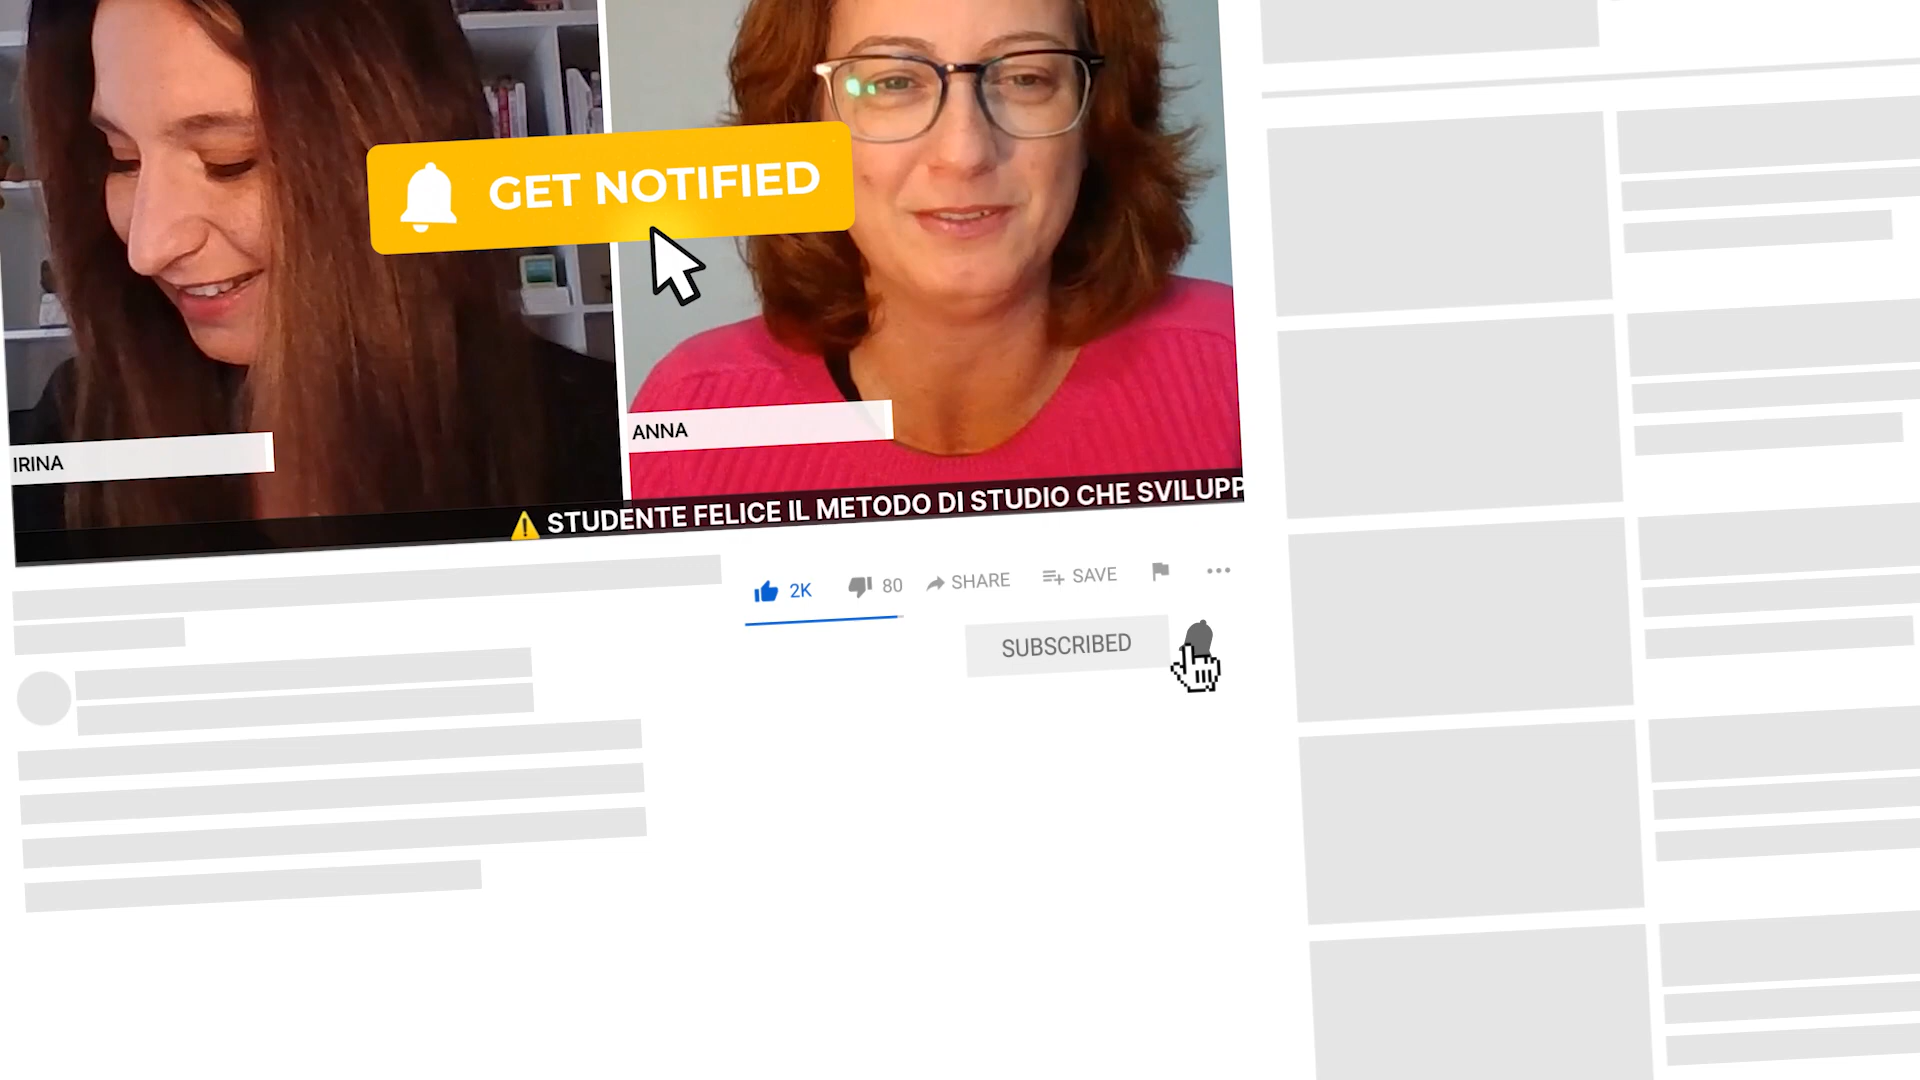 GET NOTIFIED
IRINA
ANNA
⚠️ STUDENTE FELICE IL METODO DI STUDIO CHE SVILUPP
2K
80
SHARE
SAVE
SUBSCRIBED